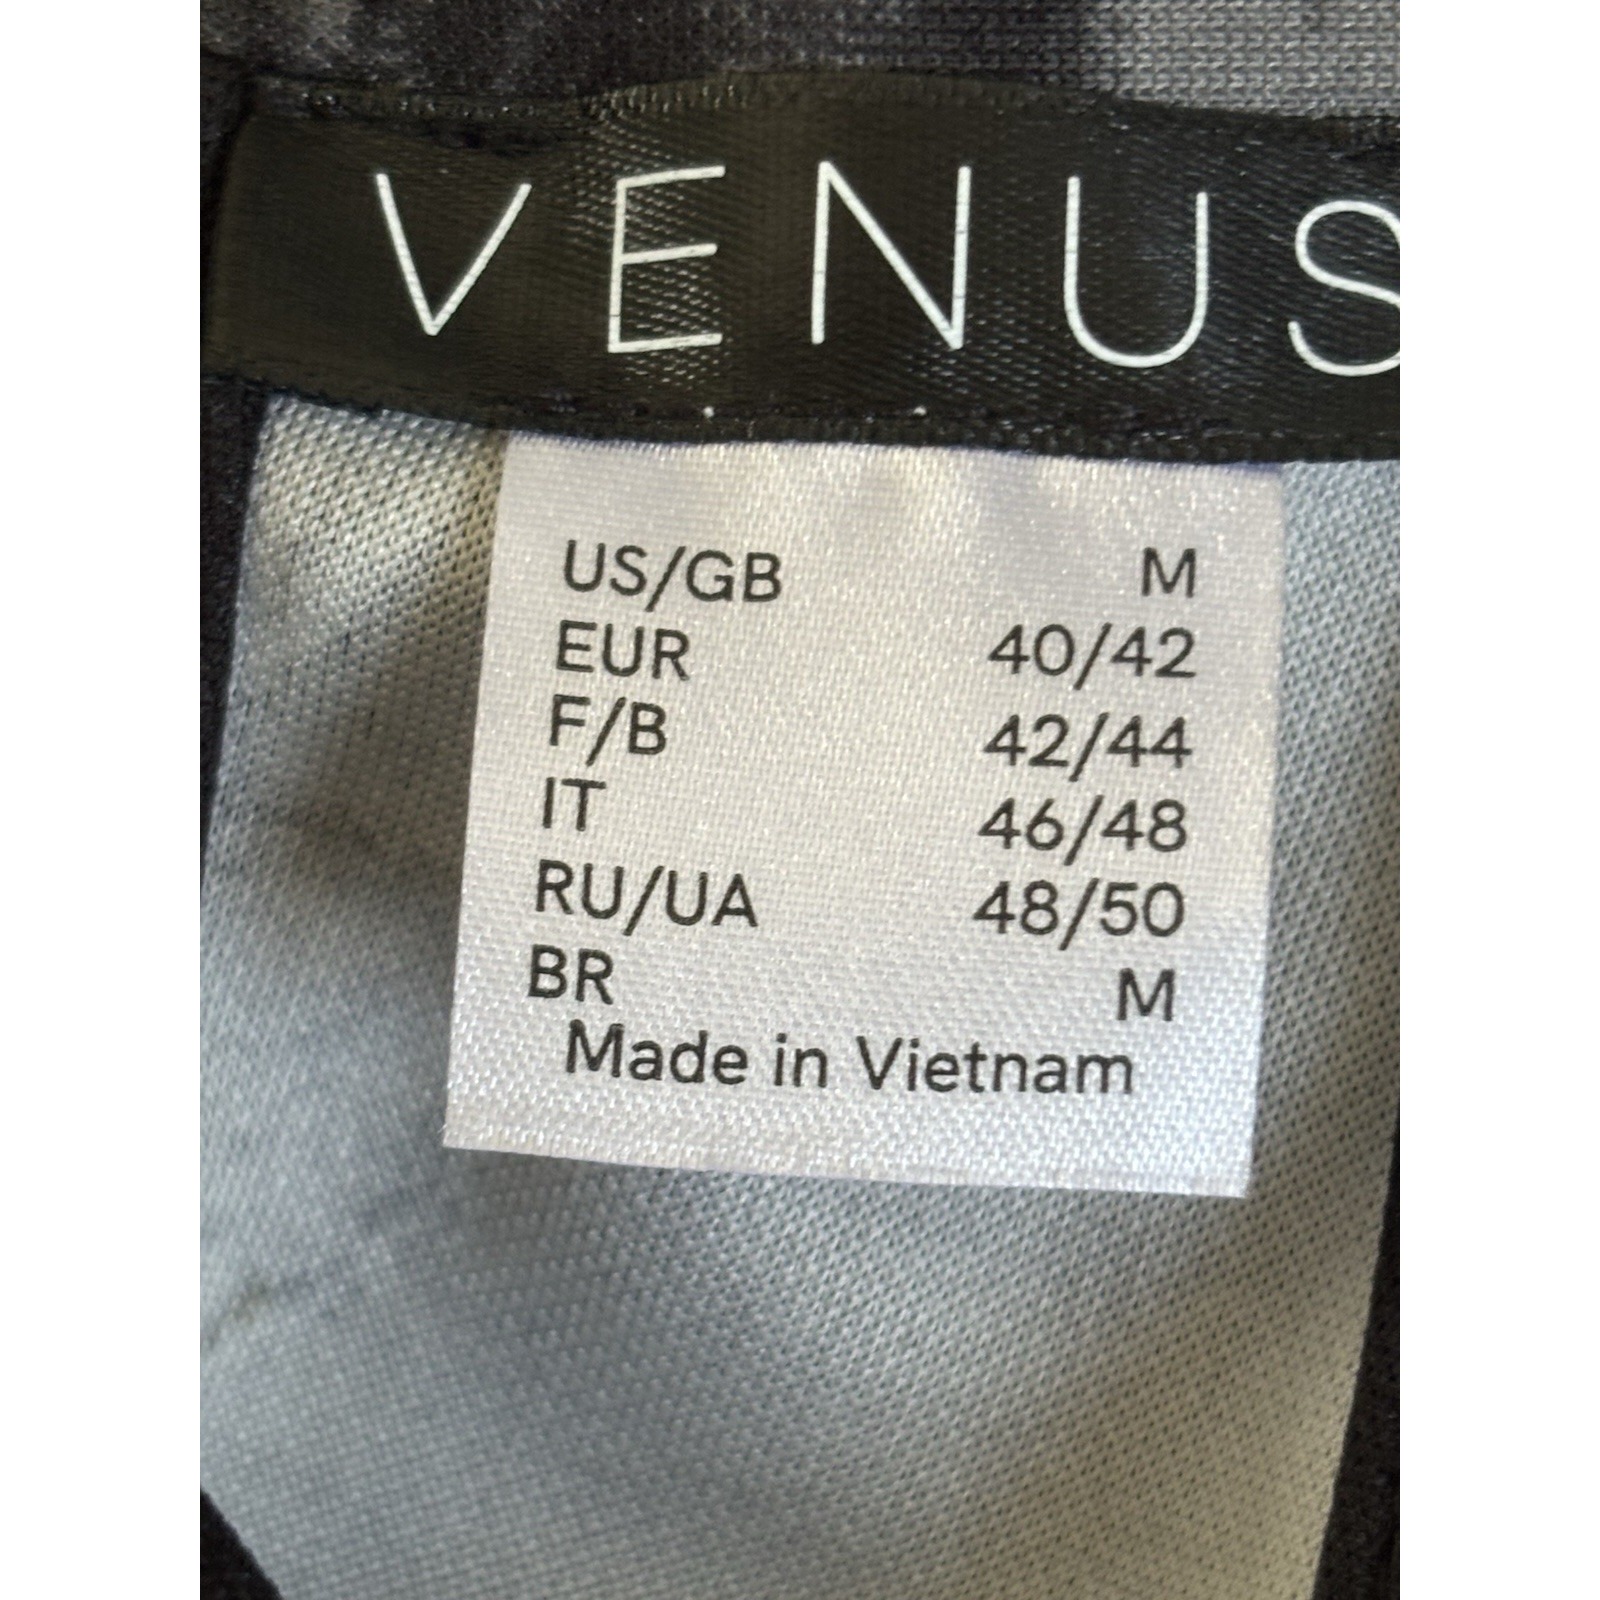 VENUS
US/GB M
EUR 40/42
F/B 42/44
IT 46/48
RU/UA 48/50
BR M
Made in Vietnam